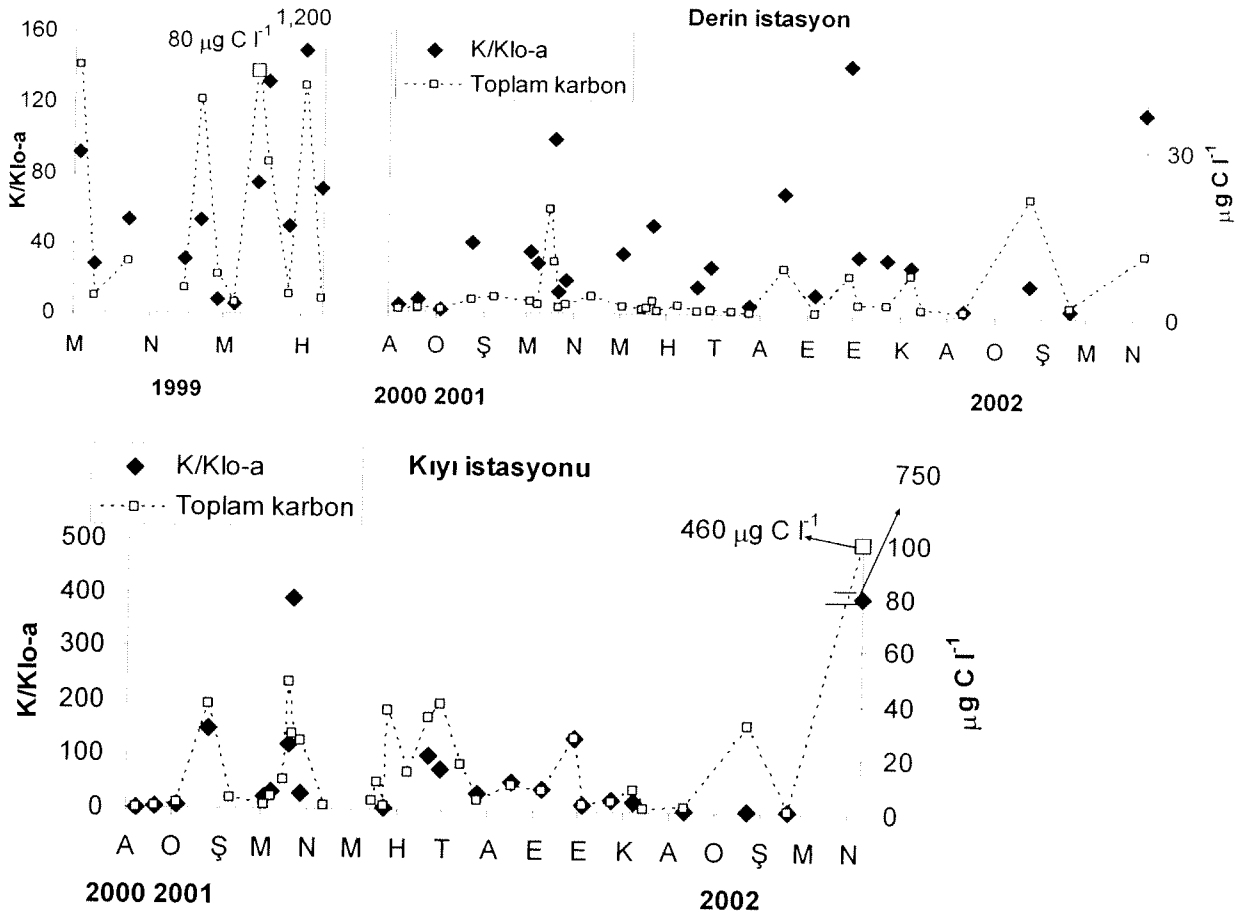 Derin istasyon
160
120
80
40
0
K/Klo-a
80 µg C l
1,200
K/Klo-a
Toplam karbon
30
0
µg C l⁻¹
M N M H
A O Ş M N M H T A E E K A O Ş M N
1999
2000 2001
2002
K/Klo-a
Toplam karbon
Kıyı istasyonu
750
460 µg C l⁻¹
500
400
300
200
100
0
K/Klo-a
100
80
60
40
20
0
µg C l⁻¹
A O Ş M N M H T A E E K A O Ş M N
2000 2001
2002